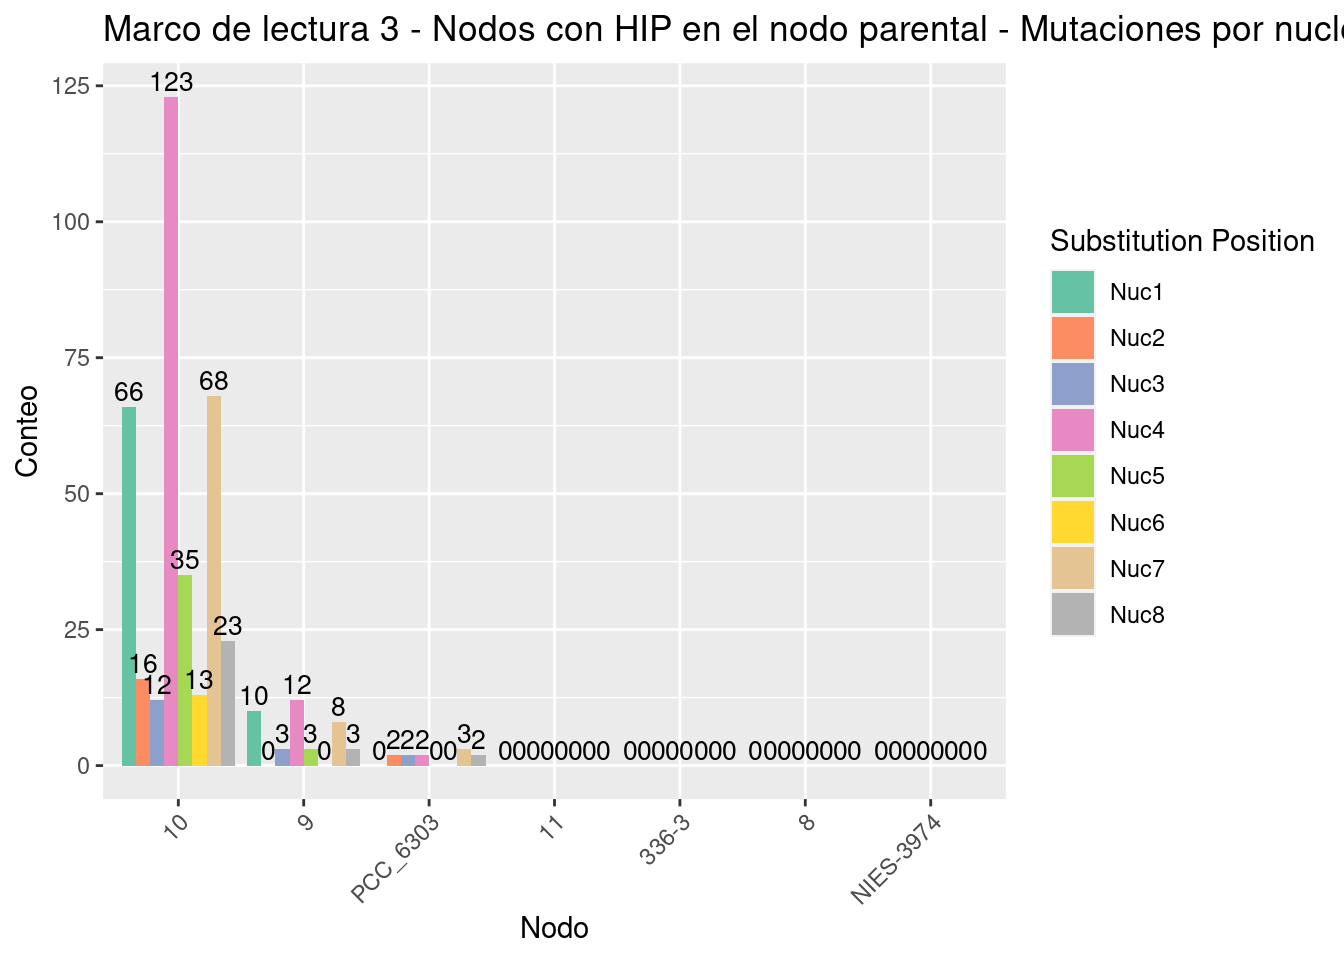 Marco de lectura 3 - Nodos con HIP en el nodo parental - Mutaciones por nucle
125
100
75
50
25
0
Conteo
66
16
12
123
35
13
68
23
10
0
3
12
3
0
8
3
0
2
2
2
0
0
3
2
00000000
00000000
00000000
00000000
10
9
PCC_6303
11
336-3
8
NIES-3974
Nodo
Substitution Position
Nuc1
Nuc2
Nuc3
Nuc4
Nuc5
Nuc6
Nuc7
Nuc8